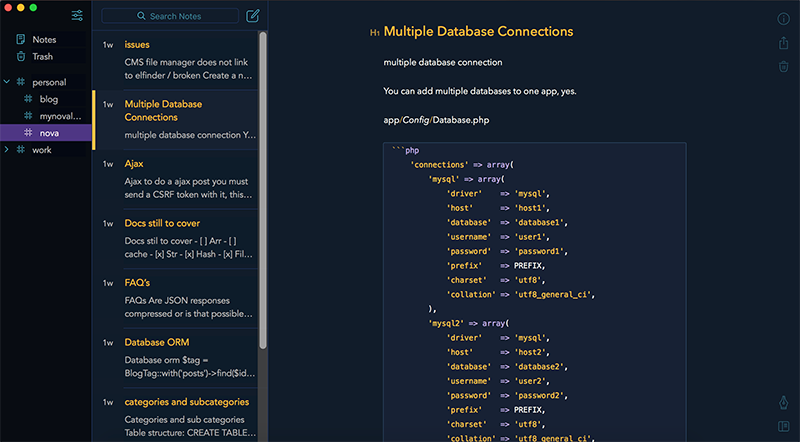 Notes
Trash
personal
blog
mynoval...
nova
work
Search Notes
1w issues
CMS file manager does not link
to elfinder / broken Create a n...
1w Multiple Database
Connections
multiple database connection Y...
1w Ajax
Ajax to do a ajax post you must
send a CSRF token with it, this...
1w Docs still to cover
Docs stil to cover - [ ] Arr - [ ]
cache - [x] Str - [x] Hash - [x] Fil...
1w FAQ's
FAQs Are JSON responses
compressed or is that possible...
1w Database ORM
Database orm $tag =
BlogTag::with('posts')->find($id...
1w categories and subcategories
Categories and sub categories
Table structure: CREATE TABLE...
H1 Multiple Database Connections
multiple database connection
You can add multiple databases to one app, yes.
app/Config/Database.php
```php
'connections' => array(
'mysql' => array(
'driver' => 'mysql',
'host' => 'host1',
'database' => 'database1',
'username' => 'user1',
'password' => 'password1',
'prefix' => PREFIX,
'charset' => 'utf8',
'collation' => 'utf8_general_ci',
),
'mysql2' => array(
'driver' => 'mysql',
'host' => 'host2',
'database' => 'database2',
'username' => 'user2',
'password' => 'password2',
'prefix' => PREFIX,
'charset' => 'utf8',
'collation' => 'utf8_general_ci',